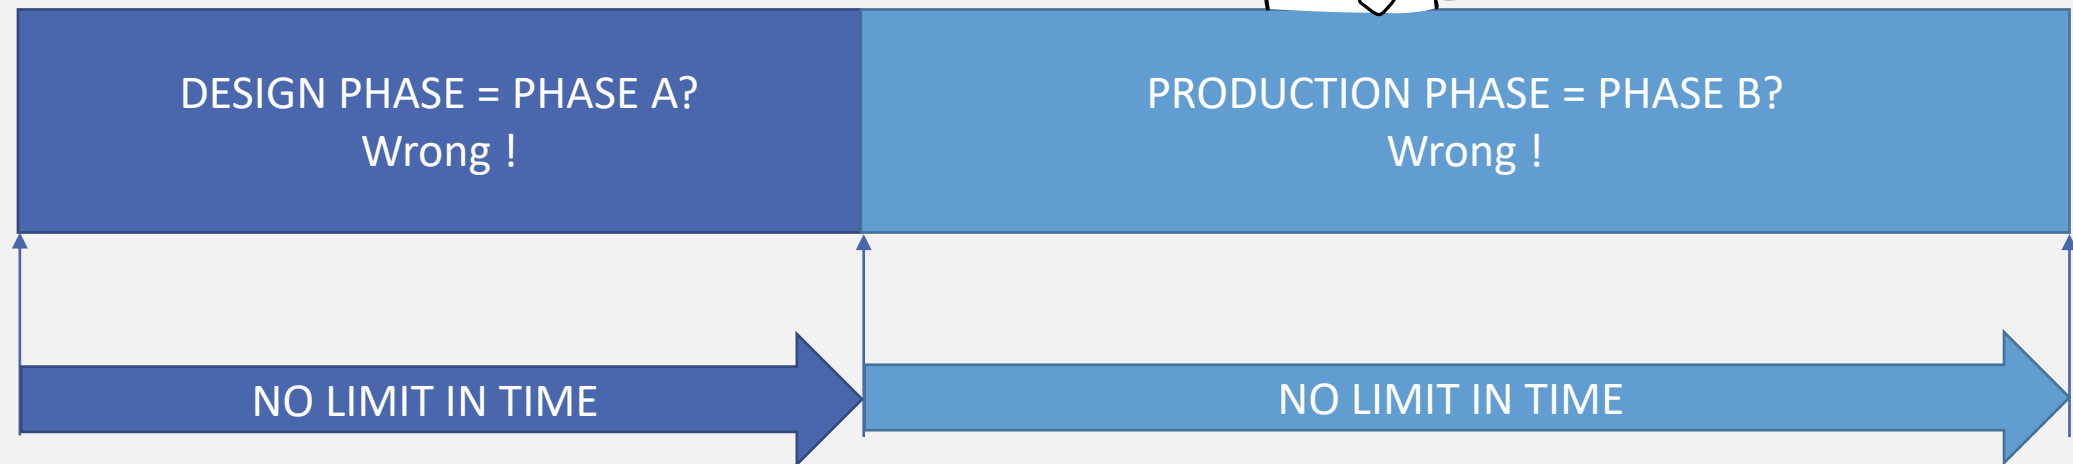 DESIGN PHASE = PHASE A?
Wrong !
PRODUCTION PHASE = PHASE B?
Wrong !
NO LIMIT IN TIME
NO LIMIT IN TIME